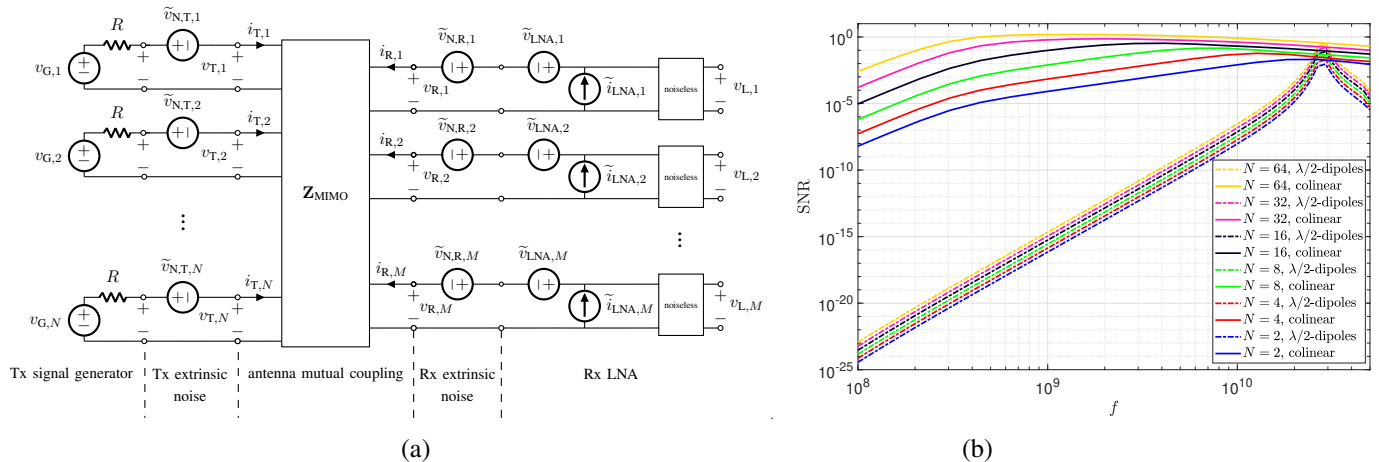 R
ṽN,T,1
iT,1
vG,1
vT,1
iR,1
ṽN,R,1
ṽLNA,1
vR,1
ĩLNA,1
noiseless
vL,1
R
ṽN,T,2
iT,2
vG,2
vT,2
iR,2
ṽN,R,2
ṽLNA,2
vR,2
ĩLNA,2
noiseless
vL,2
ZMIMO
R
ṽN,T,N
iT,N
vG,N
vT,N
iR,M
ṽN,R,M
ṽLNA,M
vR,M
ĩLNA,M
noiseless
vL,M
Tx signal generator
Tx extrinsic
noise
antenna mutual coupling
Rx extrinsic
noise
Rx LNA
(a)
SNR
10^0
10^-5
10^-10
10^-15
10^-20
10^-25
10^8
10^9
10^10
f
N = 64, λ/2-dipoles
N = 64, colinear
N = 32, λ/2-dipoles
N = 32, colinear
N = 16, λ/2-dipoles
N = 16, colinear
N = 8, λ/2-dipoles
N = 8, colinear
N = 4, λ/2-dipoles
N = 4, colinear
N = 2, λ/2-dipoles
N = 2, colinear
(b)